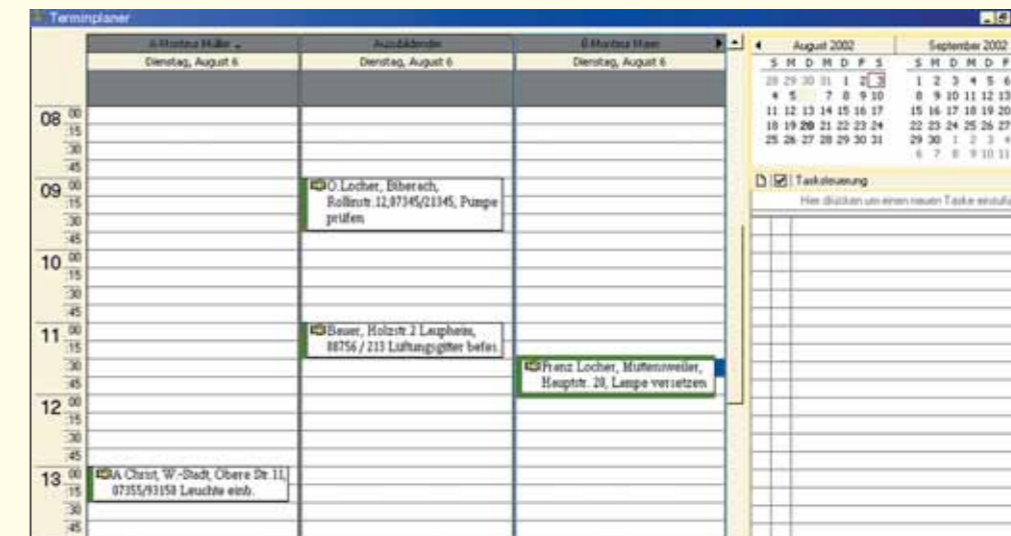 Terminplaner
A-Monteur Müller Auszubildender B-Monteur Maier
Dienstag, August 6 Dienstag, August 6 Dienstag, August 6
08 00
:15
:30
:45
09 00
:15
:30
:45
10 00
:15
:30
:45
11 00
:15
:30
:45
12 00
:15
:30
:45
13 00
:15
:30
:45
O.Locher, Biberach,
Rollinstr. 12,07345/21345, Pumpe
prüfen
Bauer, Holzstr. 2 Laupheim,
88756 / 213 Lüftungsgitter befes.
Franz Locher, Muttensweiler,
Hauptstr. 28, Lampe versetzen
A Christ, W.-Stadt, Obere Str. 11,
07355/93158 Leuchte einb.
August 2002
S M D M D F S
28 29 30 31 1 2 3
4 5 7 8 9 10
11 12 13 14 15 16 17
18 19 20 21 22 23 24
25 26 27 28 29 30 31
September 2002
S M D M D F
1 2 3 4 5 6
8 9 10 11 12 13
15 16 17 18 19 20
22 23 24 25 26 27
29 30 1 2 3 4
6 7 8 9 10 11
Tasksteuerung
Hier drücken um einen neuen Taske